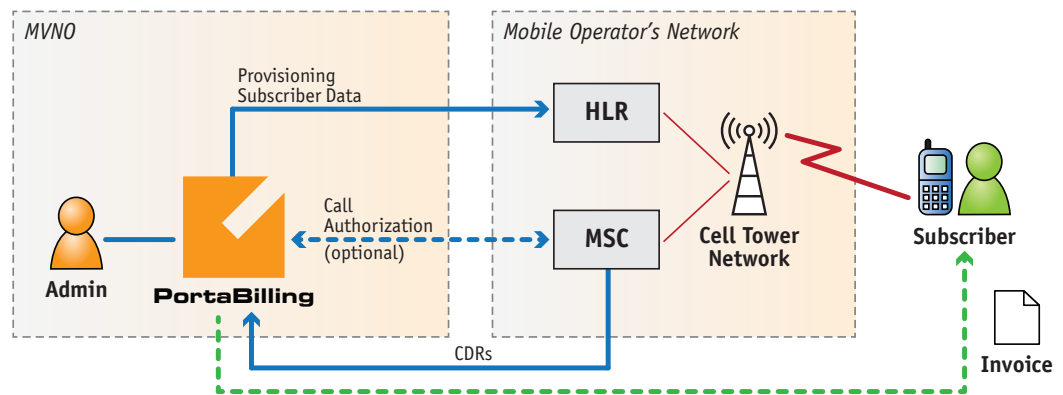 MVNO
Mobile Operator's Network
Provisioning
Subscriber Data
HLR
Call
Authorization
(optional)
MSC
Cell Tower
Network
Subscriber
Admin
PortaBilling
CDRs
Invoice